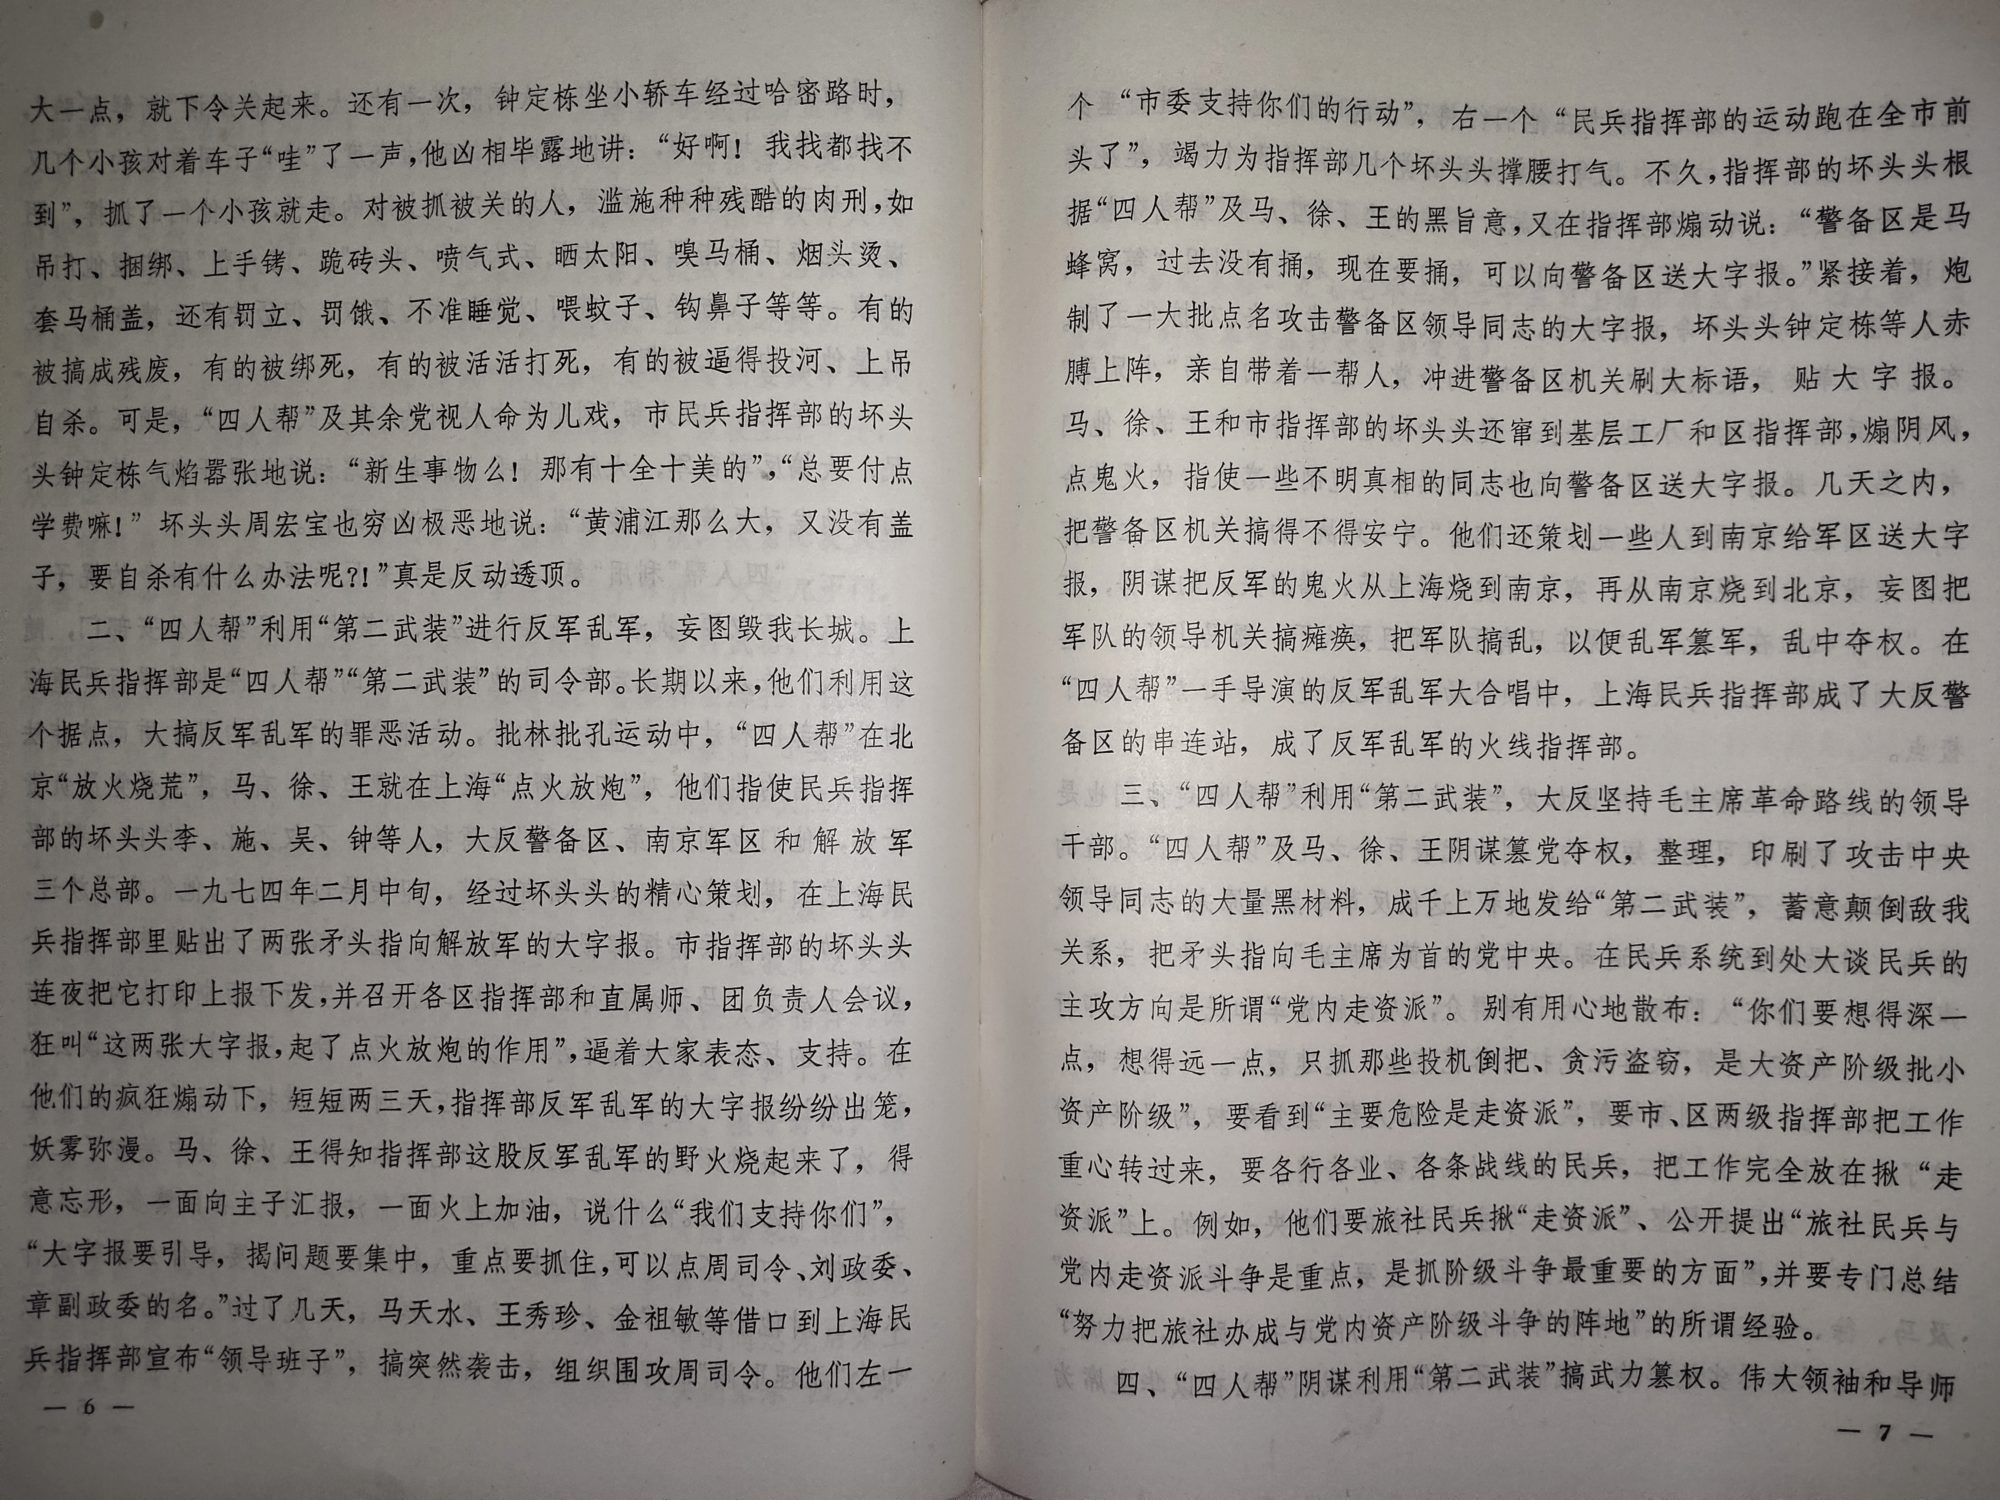 大一点，就下令关起来。还有一次，钟定栋坐小轿车经过哈密路时，
几个小孩对着车子“哇”了一声，他凶相毕露地讲：“好啊！我找都找不
到”，抓了一个小孩就走。对被抓被关的人，滥施种种残酷的肉刑，如
吊打、捆绑、上手铐、跪砖头、喷气式、晒太阳、嗅马桶、烟头烫、
套马桶盖，还有罚立、罚饿、不准睡觉、喂蚊子、钩鼻子等等。有的
被搞成残废，有的被绑死，有的被活活打死，有的被逼得投河、上吊
自杀。可是，“四人帮”及其余党视人命为儿戏，市民兵指挥部的坏头
头钟定栋气焰嚣张地说：“新生事物么！那有十全十美的”，“总要付点
学费嘛！”坏头头周宏宝也穷凶极恶地说：“黄浦江那么大，又没有盖
子，要自杀有什么办法呢？！”真是反动透顶。
二、“四人帮”利用“第二武装”进行反军乱军，妄图毁我长城。上
海民兵指挥部是“四人帮”“第二武装”的司令部。长期以来，他们利用这
个据点，大搞反军乱军的罪恶活动。批林批孔运动中，“四人帮”在北
京“放火烧荒”，马、徐、王就在上海“点火放炮”，他们指使民兵指挥
部的坏头头李、施、吴、钟等人，大反警备区、南京军区和解放军
三个总部。一九七四年二月中旬，经过坏头头的精心策划，在上海民
兵指挥部里贴出了两张矛头指向解放军的大字报。市指挥部的坏头头
连夜把它打印上报下发，并召开各区指挥部和直属师、团负责人会议，
狂叫“这两张大字报，起了点火放炮的作用”，逼着大家表态、支持。在
他们的疯狂煽动下，短短两三天，指挥部反军乱军的大字报纷纷出笼，
妖雾弥漫。马、徐、王得知指挥部这股反军乱军的野火烧起来了，得
意忘形，一面向主子汇报，一面火上加油，说什么“我们支持你们”，
“大字报要引导，揭问题要集中，重点要抓住，可以点周司令、刘政委、
章副政委的名。”过了几天，马天水、王秀珍、金祖敏等借口到上海民
兵指挥部宣布“领导班子”，搞突然袭击，组织围攻周司令。他们左一
— 6 —
个“市委支持你们的行动”，右一个“民兵指挥部的运动跑在全市前
头了”，竭力为指挥部几个坏头头撑腰打气。不久，指挥部的坏头头根
据“四人帮”及马、徐、王的黑旨意，又在指挥部煽动说：“警备区是马
蜂窝，过去没有捅，现在要捅，可以向警备区送大字报。”紧接着，炮
制了一大批点名攻击警备区领导同志的大字报，坏头头钟定栋等人赤
膊上阵，亲自带着一帮人，冲进警备区机关刷大标语，贴大字报。
马、徐、王和市指挥部的坏头头还窜到基层工厂和区指挥部，煽阴风，
点鬼火，指使一些不明真相的同志也向警备区送大字报。几天之内，
把警备区机关搞得不得安宁。他们还策划一些人到南京给军区送大字
报，阴谋把反军的鬼火从上海烧到南京，再从南京烧到北京，妄图把
军队的领导机关搞瘫痪，把军队搞乱，以便乱军篡军，乱中夺权。在
“四人帮”一手导演的反军乱军大合唱中，上海民兵指挥部成了大反警
备区的串连站，成了反军乱军的火线指挥部。
三、“四人帮”利用“第二武装”，大反坚持毛主席革命路线的领导
干部。“四人帮”及马、徐、王阴谋篡党夺权，整理，印刷了攻击中央
领导同志的大量黑材料，成千上万地发给“第二武装”，蓄意颠倒敌我
关系，把矛头指向毛主席为首的党中央。在民兵系统到处大谈民兵的
主攻方向是所谓“党内走资派”。别有用心地散布：“你们要想得深一
点，想得远一点，只抓那些投机倒把、贪污盗窃，是大资产阶级批小
资产阶级”，要看到“主要危险是走资派”，要市、区两级指挥部把工作
重心转过来，要各行各业、各条战线的民兵，把工作完全放在揪“走
资派”上。例如，他们要旅社民兵揪“走资派”、公开提出“旅社民兵与
党内走资派斗争是重点，是抓阶级斗争最重要的方面”，并要专门总结
“努力把旅社办成与党内资产阶级斗争的阵地”的所谓经验。
四、“四人帮”阴谋利用“第二武装”搞武力篡权。伟大领袖和导师
— 7 —